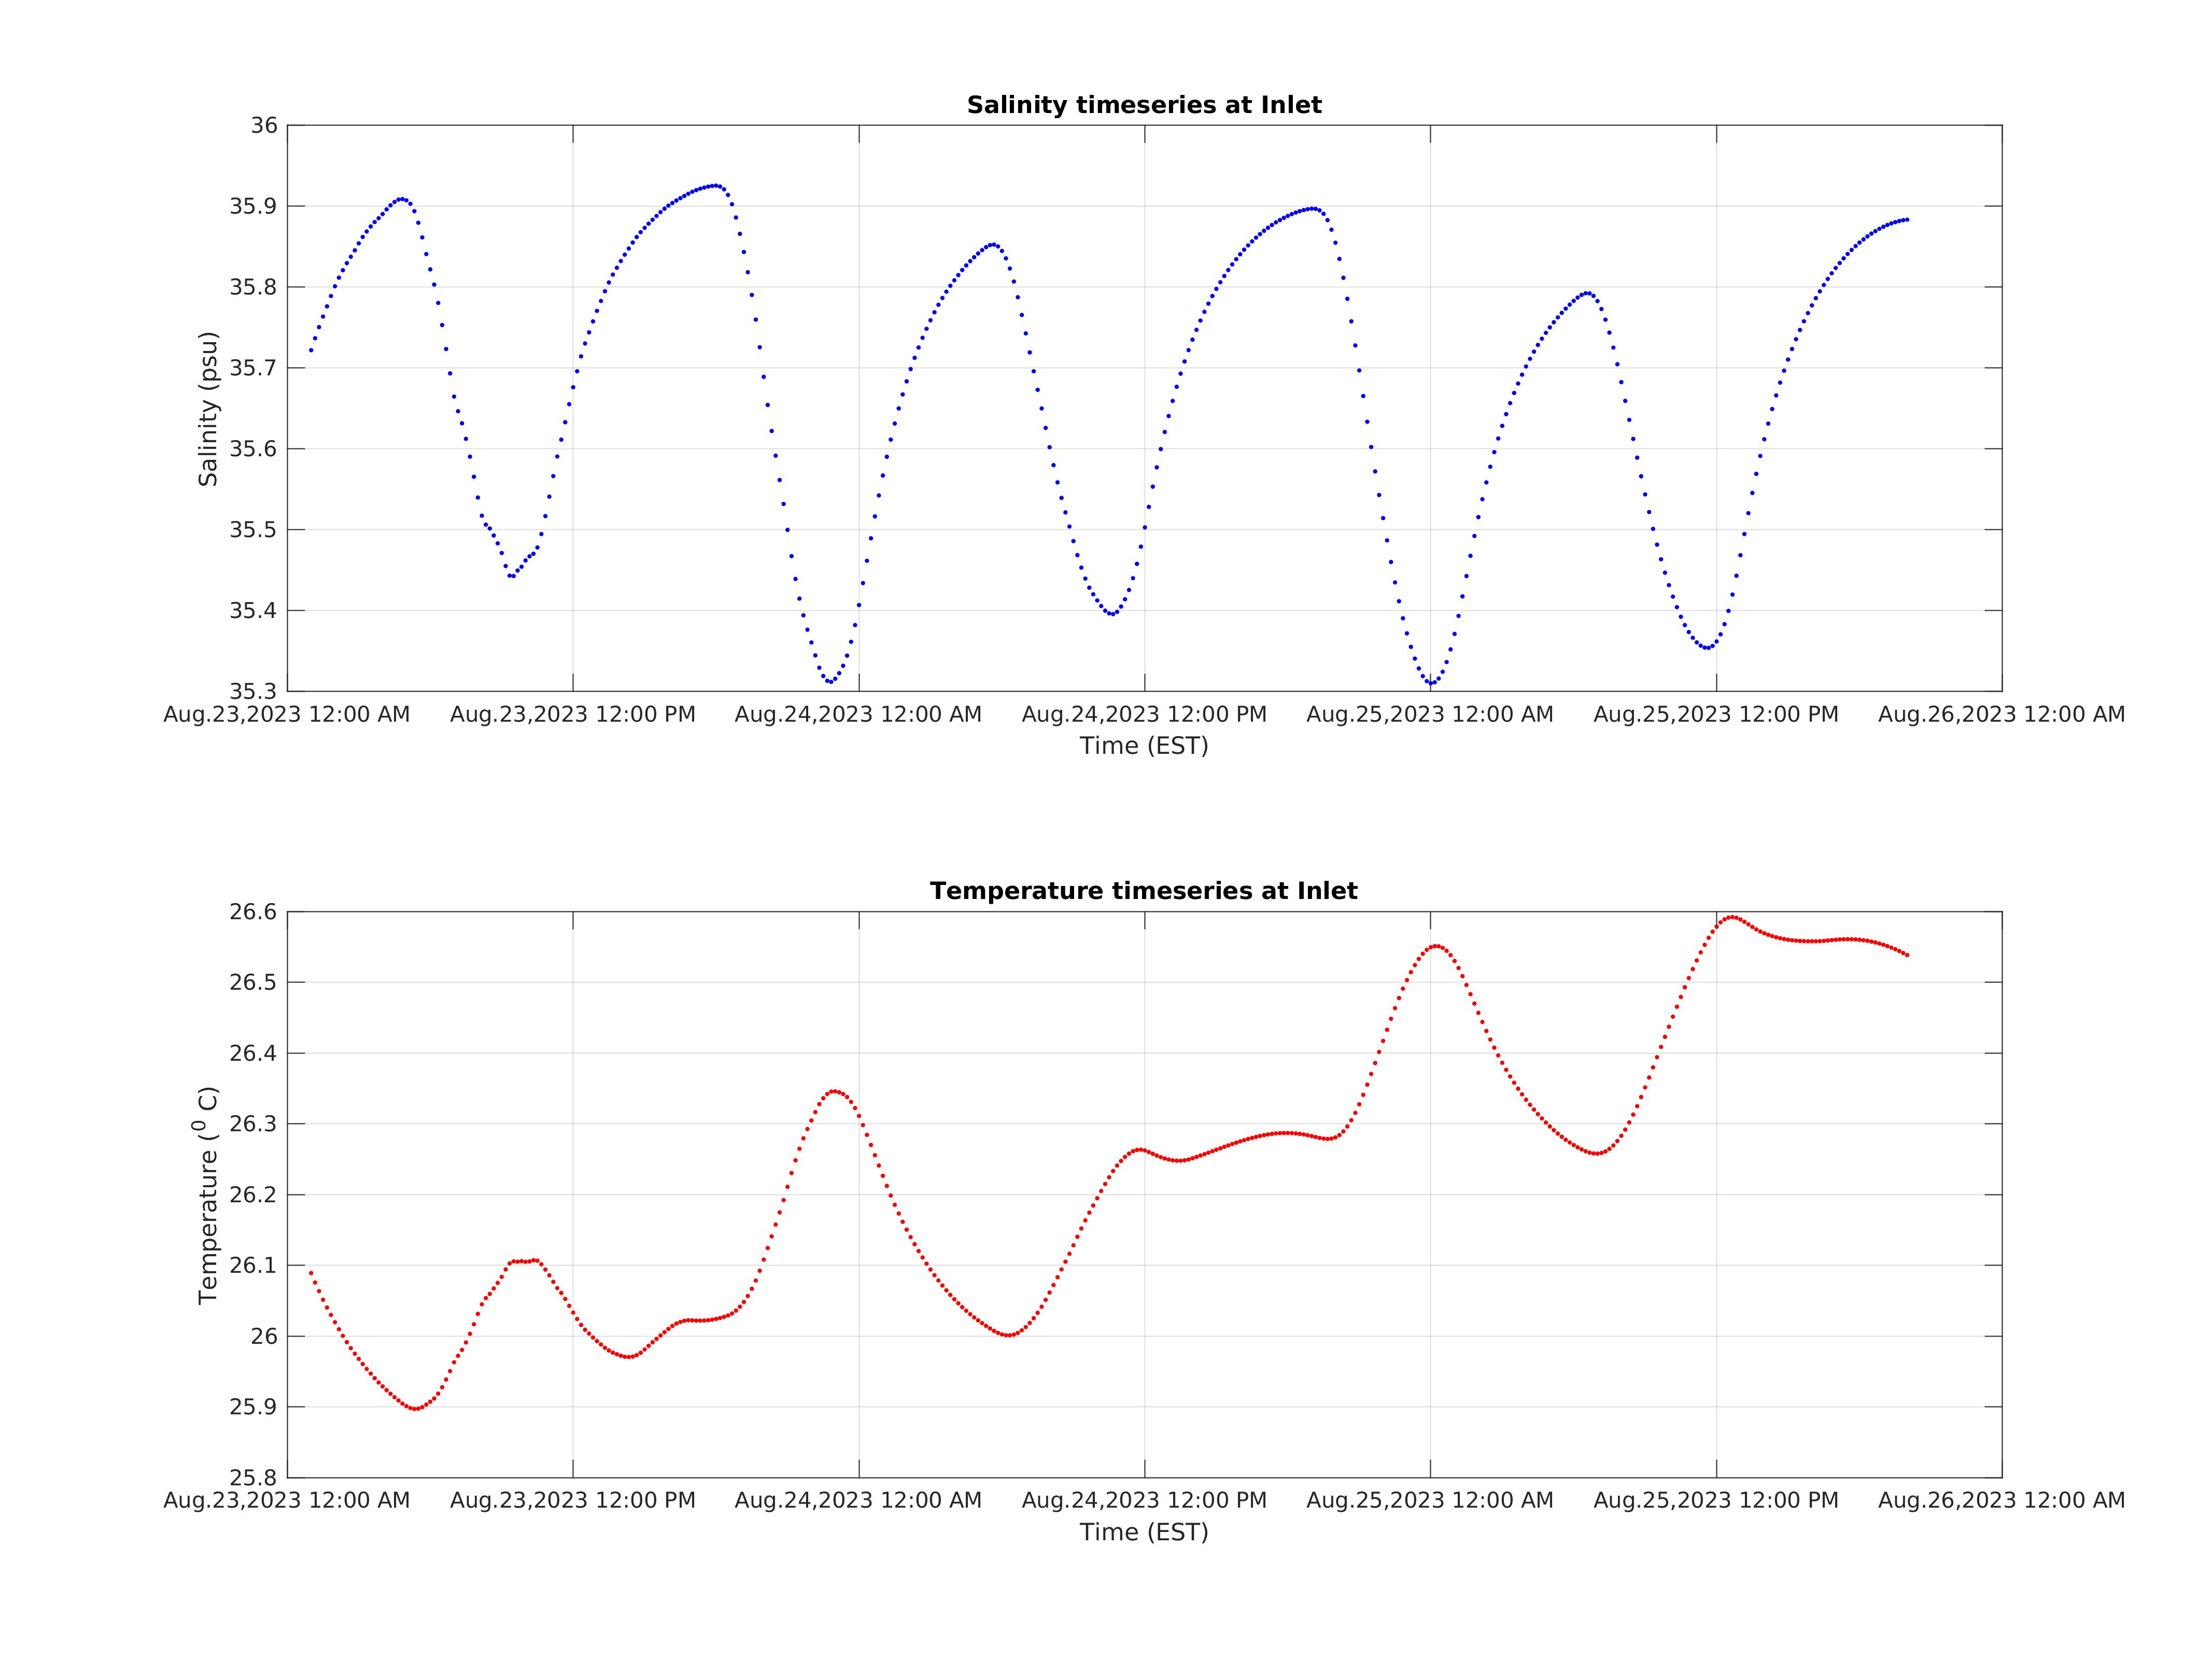 Salinity timeseries at Inlet
36
35.9
35.8
35.7
35.6
35.5
35.4
35.3
Salinity (psu)
Aug.23,2023 12:00 AM Aug.23,2023 12:00 PM Aug.24,2023 12:00 AM Aug.24,2023 12:00 PM Aug.25,2023 12:00 AM Aug.25,2023 12:00 PM Aug.26,2023 12:00 AM
Time (EST)
Temperature timeseries at Inlet
26.6
26.5
26.4
26.3
26.2
26.1
26
25.9
25.8
Temperature (⁰ C)
Aug.23,2023 12:00 AM Aug.23,2023 12:00 PM Aug.24,2023 12:00 AM Aug.24,2023 12:00 PM Aug.25,2023 12:00 AM Aug.25,2023 12:00 PM Aug.26,2023 12:00 AM
Time (EST)